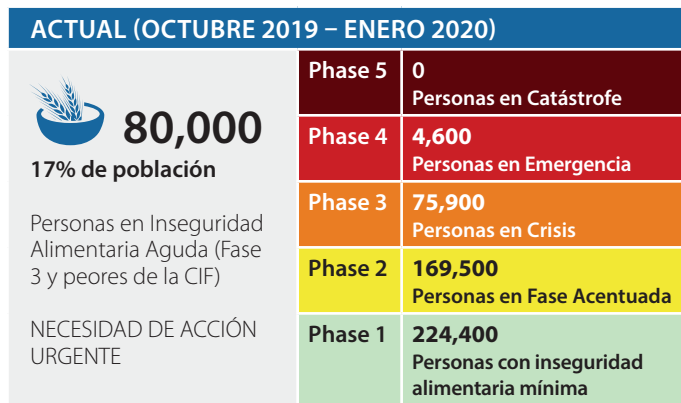 ACTUAL (OCTUBRE 2019 – ENERO 2020)
80,000
17% de población
Personas en Inseguridad
Alimentaria Aguda (Fase
3 y peores de la CIF)
NECESIDAD DE ACCIÓN
URGENTE
Phase 5
0
Personas en Catástrofe
Phase 4
4,600
Personas en Emergencia
Phase 3
75,900
Personas en Crisis
Phase 2
169,500
Personas en Fase Acentuada
Phase 1
224,400
Personas con inseguridad
alimentaria mínima